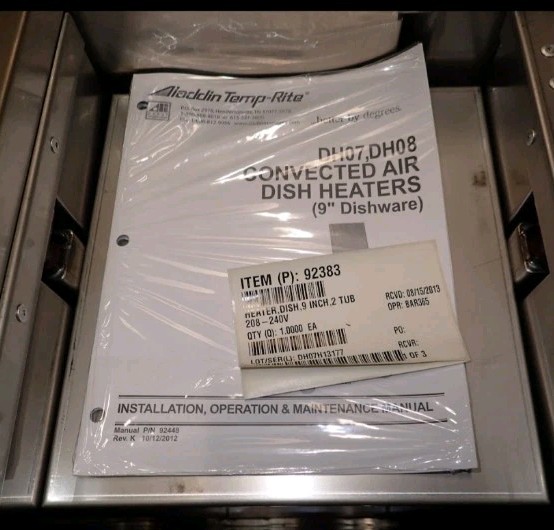 Aladdin Temp-Rite®
...better by degrees.
DH07,DH08
CONVECTED AIR
DISH HEATERS
(9" Dishware)
ITEM (P): 92383
HEATER,DISH,9 INCH,2 TUB
208-240V
QTY (Q): 1.0000 EA
LOT/SER(L): DH07H13177
RCVD: 08/15/2013
OPR: BAR365
PO:
RCVR:
OF 3
INSTALLATION, OPERATION & MAINTENANCE MANUAL
Manual P/N 92448
Rev. K 10/12/2012